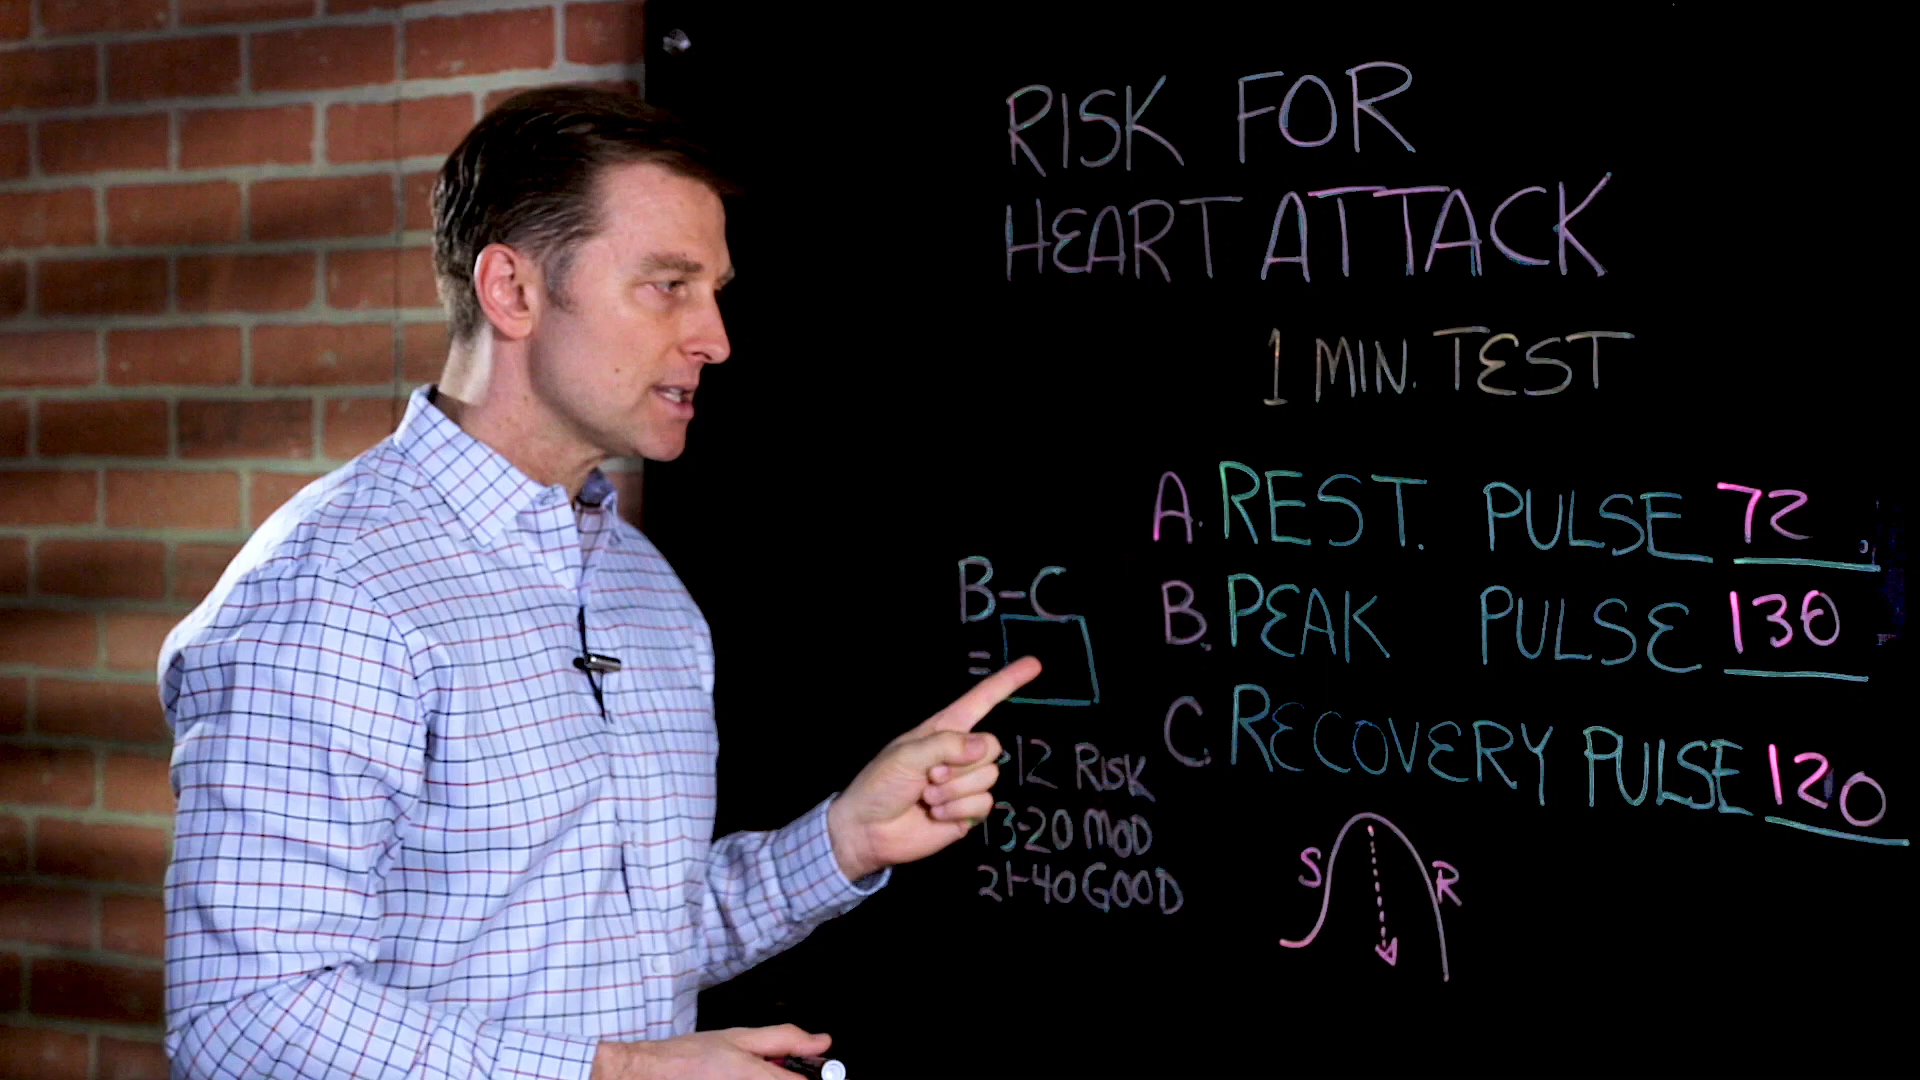 RISK FOR
HEART ATTACK
1 MIN. TEST
A. REST. PULSE 72
B. PEAK PULSE 130
C. RECOVERY PULSE 120
B-C
=
12 RISK
13-20 MOD
21-40 GOOD
S R